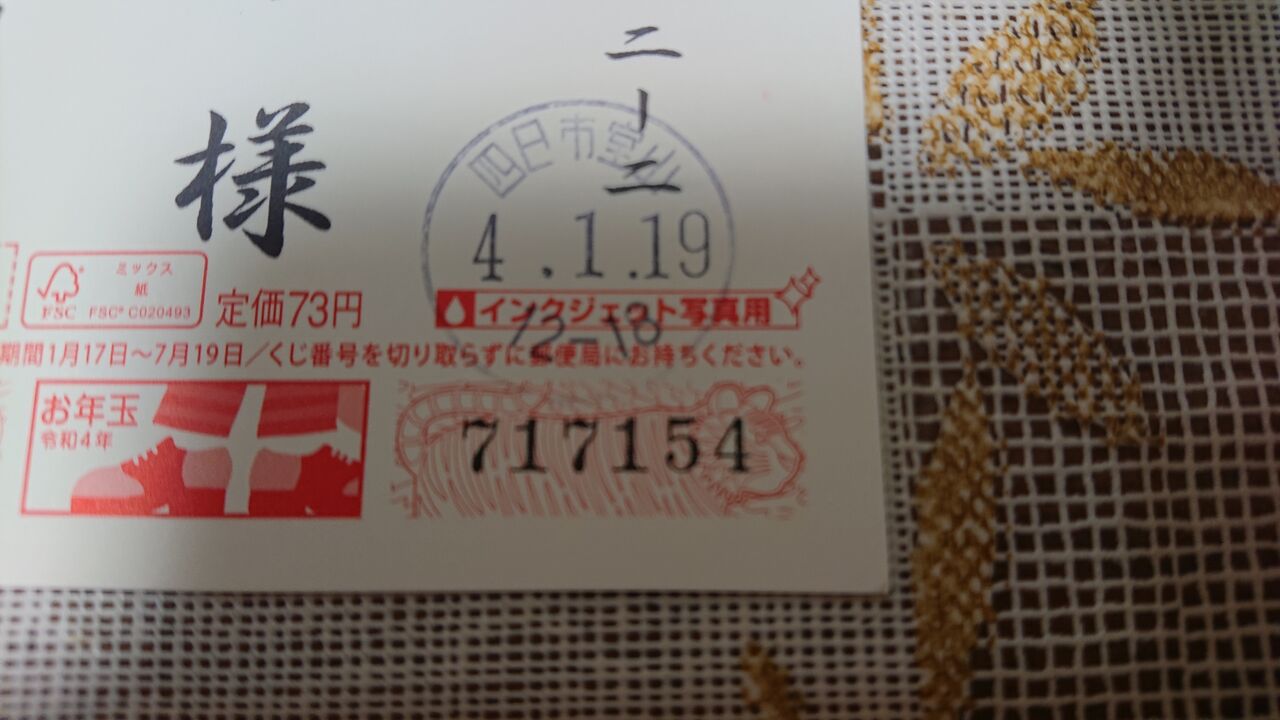 二ー二
様
四日市
4.1.19
12-18
ミックス
紙
FSC
FSC® C020493
定価73円
インクジェット写真用
期間1月17日～7月19日／くじ番号を切り取らずに郵便局にお持ちください。
お年玉
令和4年
717154